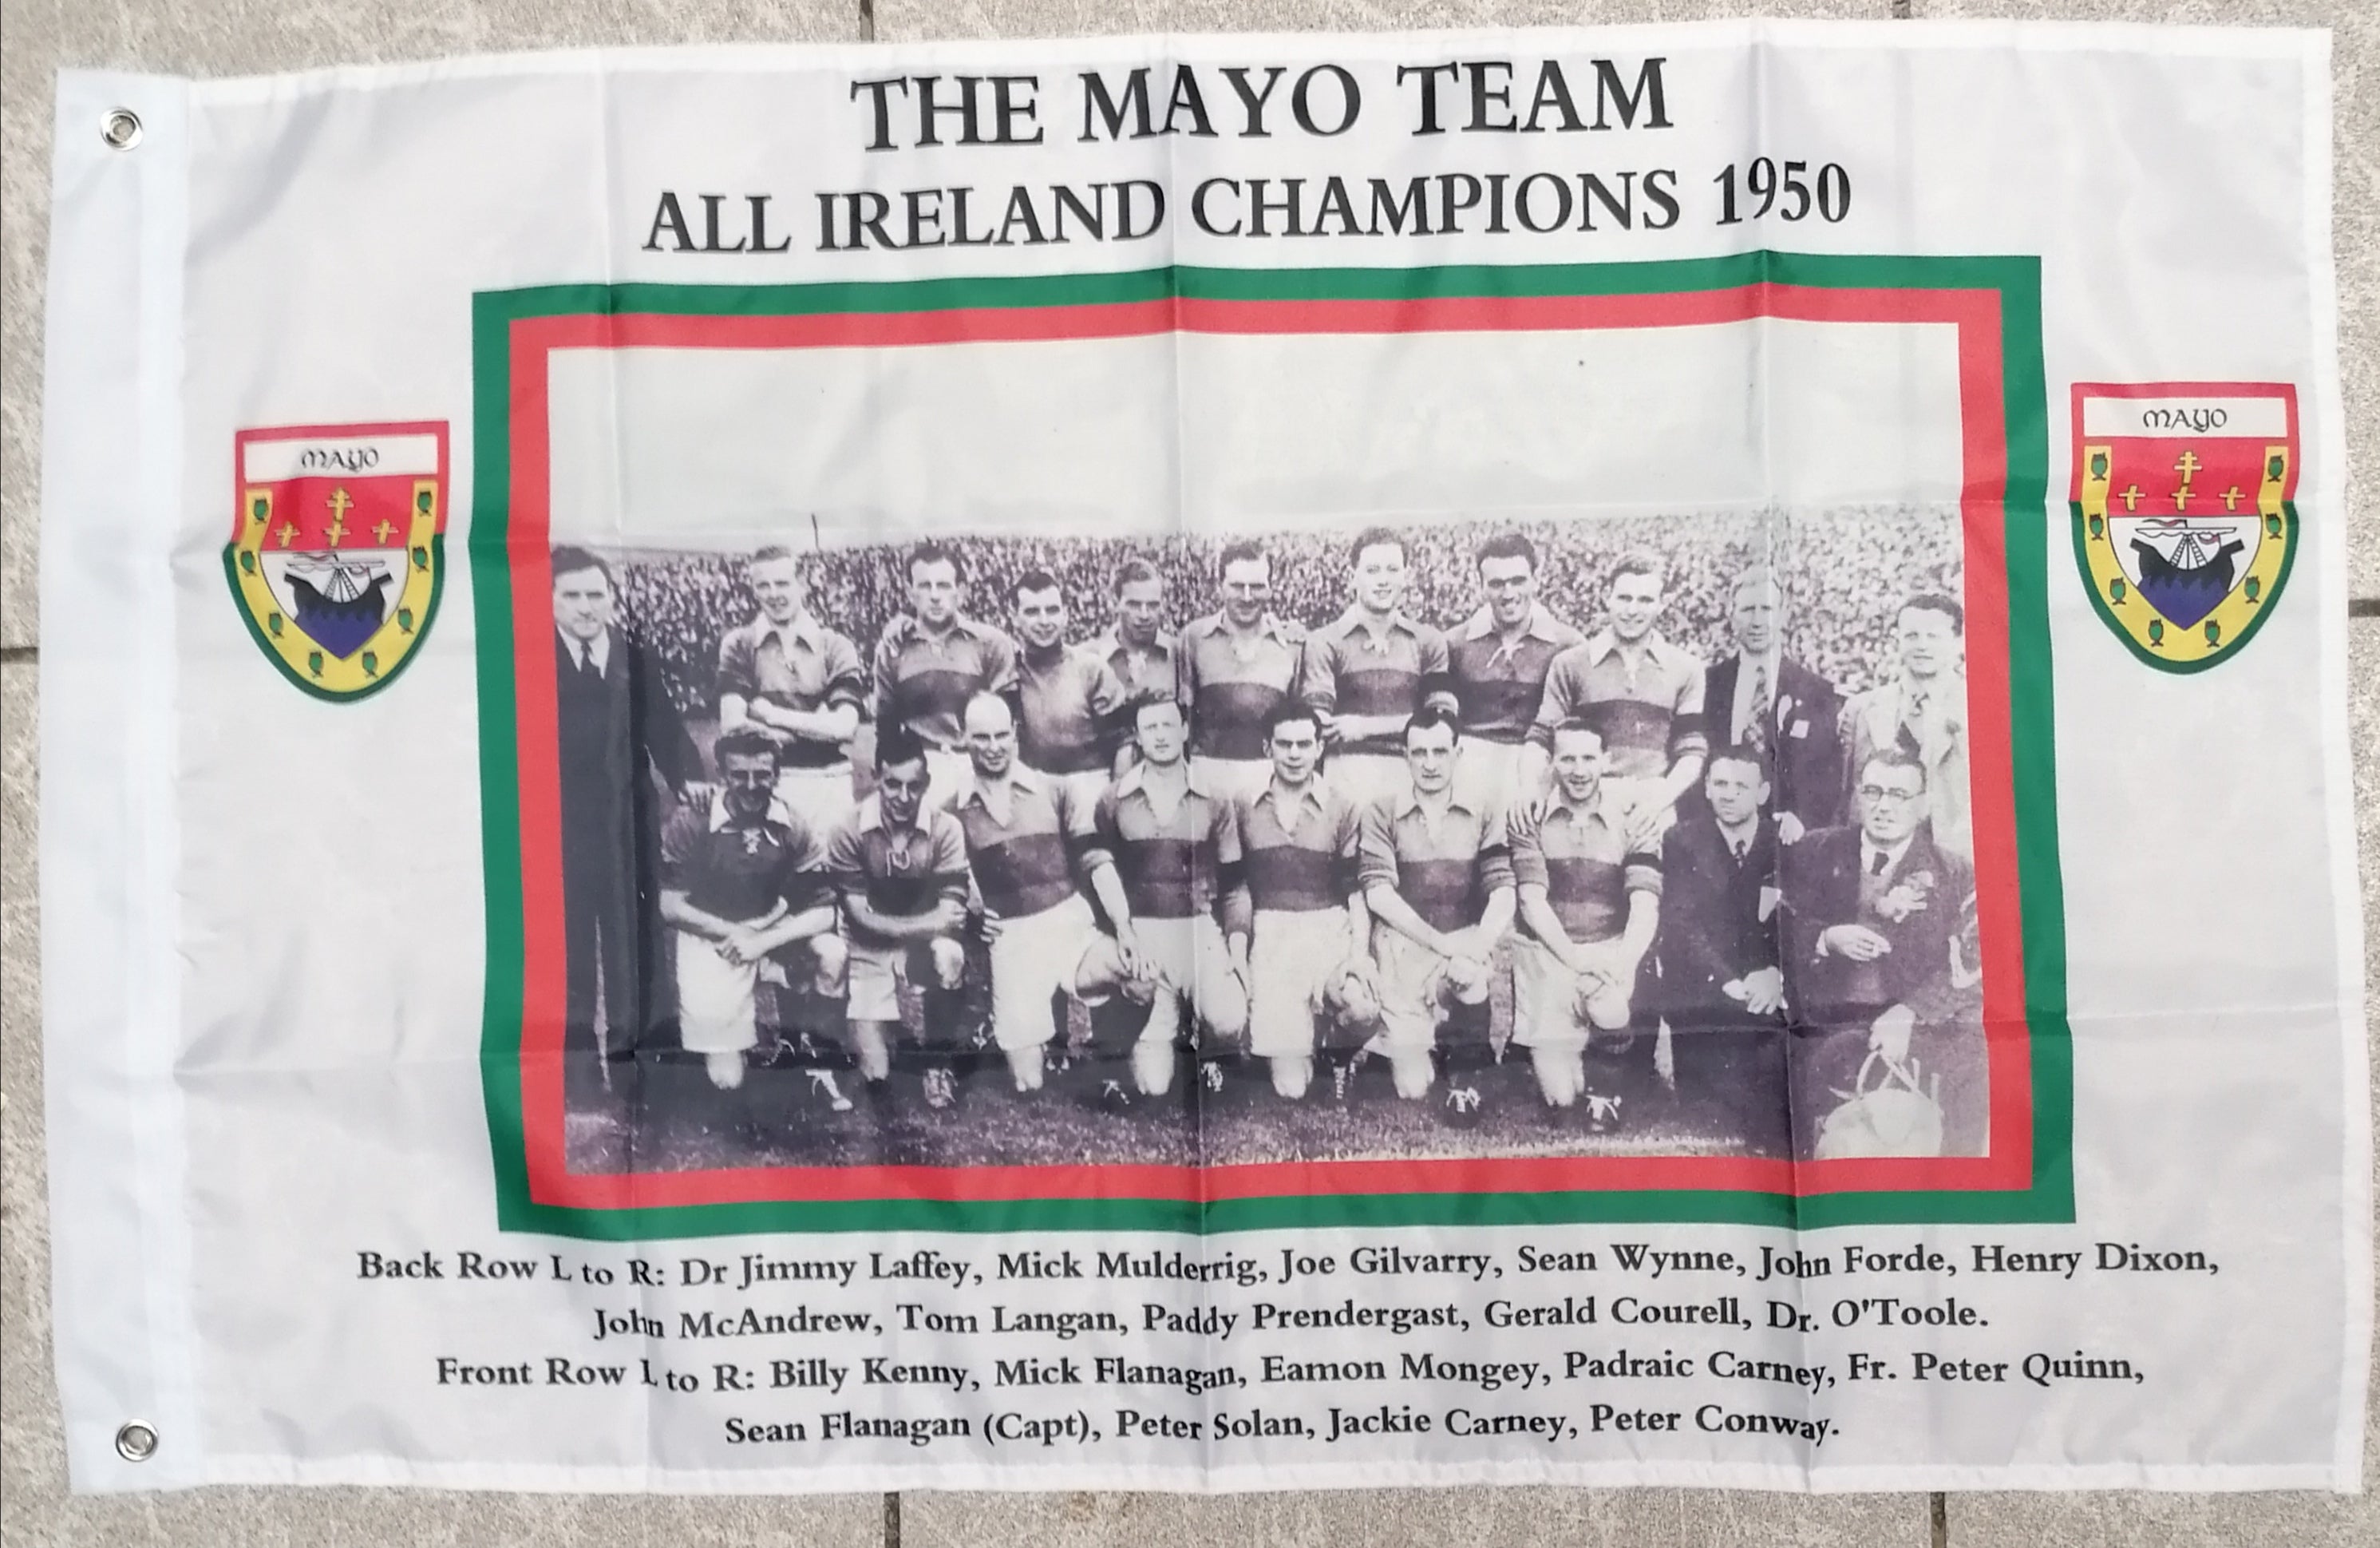 THE MAYO TEAM
ALL IRELAND CHAMPIONS 1950
MAYO
MAYO
Back Row L to R: Dr Jimmy Laffey, Mick Mulderrig, Joe Gilvarry, Sean Wynne, John Forde, Henry Dixon,
John McAndrew, Tom Langan, Paddy Prendergast, Gerald Courell, Dr. O'Toole.
Front Row L to R: Billy Kenny, Mick Flanagan, Eamon Mongey, Padraic Carney, Fr. Peter Quinn,
Sean Flanagan (Capt), Peter Solan, Jackie Carney, Peter Conway.